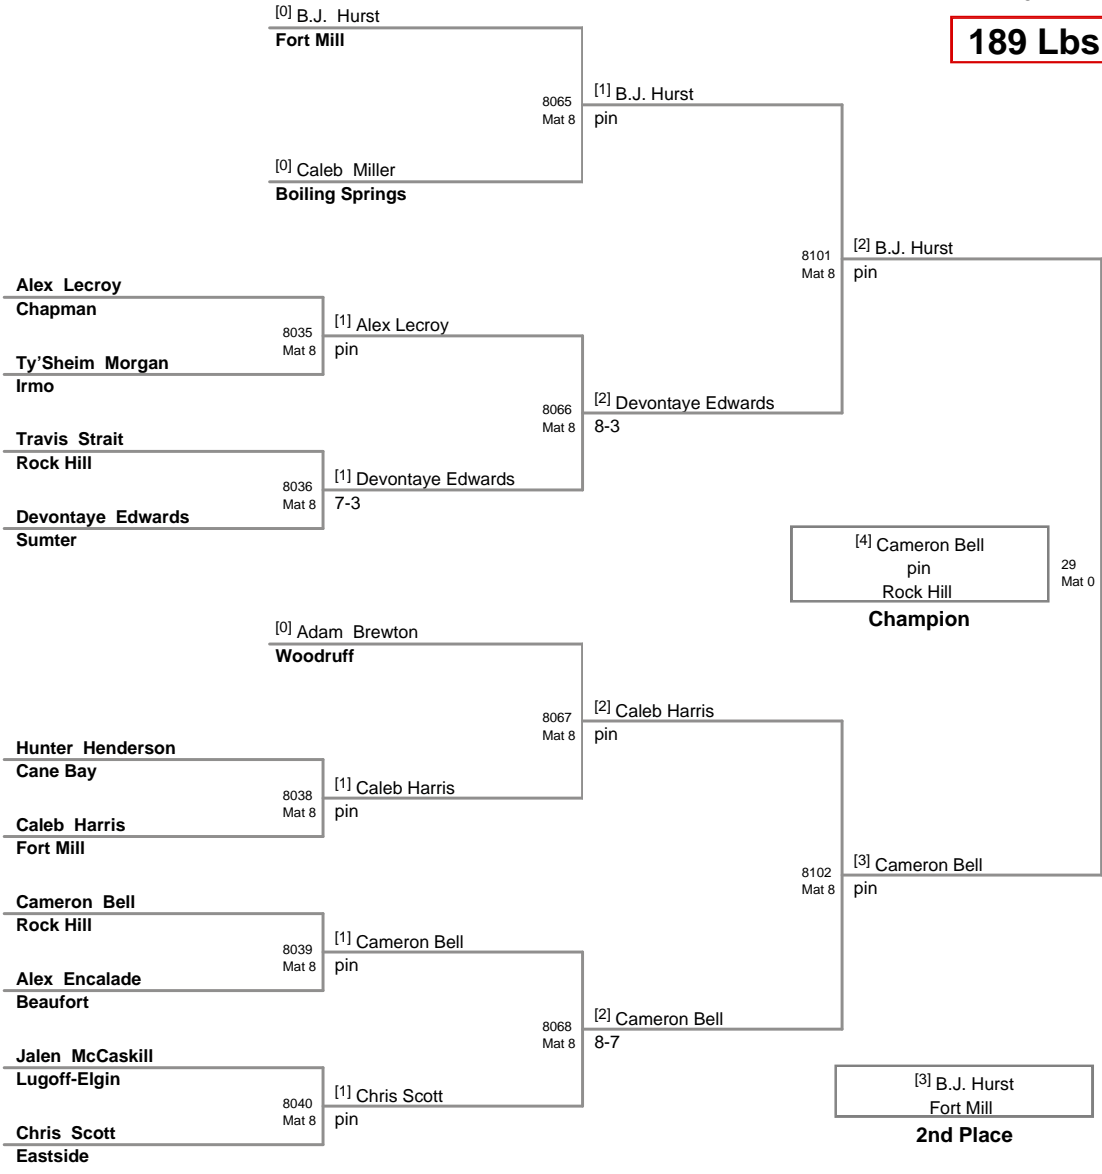 [0] B.J. Hurst
Fort Mill
189 Lbs
8065
Mat 8
[1] B.J. Hurst
pin
[0] Caleb Miller
Boiling Springs
8101
Mat 8
[2] B.J. Hurst
pin
Alex Lecroy
Chapman
8035
Mat 8
[1] Alex Lecroy
pin
Ty'Sheim Morgan
Irmo
8066
Mat 8
[2] Devontaye Edwards
8-3
Travis Strait
Rock Hill
8036
Mat 8
[1] Devontaye Edwards
7-3
Devontaye Edwards
Sumter
[4] Cameron Bell
pin
Rock Hill
Champion
29
Mat 0
[0] Adam Brewton
Woodruff
8067
Mat 8
[2] Caleb Harris
pin
Hunter Henderson
Cane Bay
8038
Mat 8
[1] Caleb Harris
pin
Caleb Harris
Fort Mill
8102
Mat 8
[3] Cameron Bell
pin
Cameron Bell
Rock Hill
8039
Mat 8
[1] Cameron Bell
pin
Alex Encalade
Beaufort
8068
Mat 8
[2] Cameron Bell
8-7
Jalen McCaskill
Lugoff-Elgin
8040
Mat 8
[1] Chris Scott
pin
Chris Scott
Eastside
[3] B.J. Hurst
Fort Mill
2nd Place